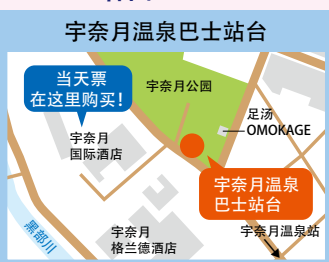 宇奈月温泉巴士站台
当天票
在这里购买！
宇奈月公园
足汤
OMOKAGE
宇奈月
国际酒店
宇奈月温泉
巴士站台
宇奈月温泉站
黑部川
宇奈月
格兰德酒店